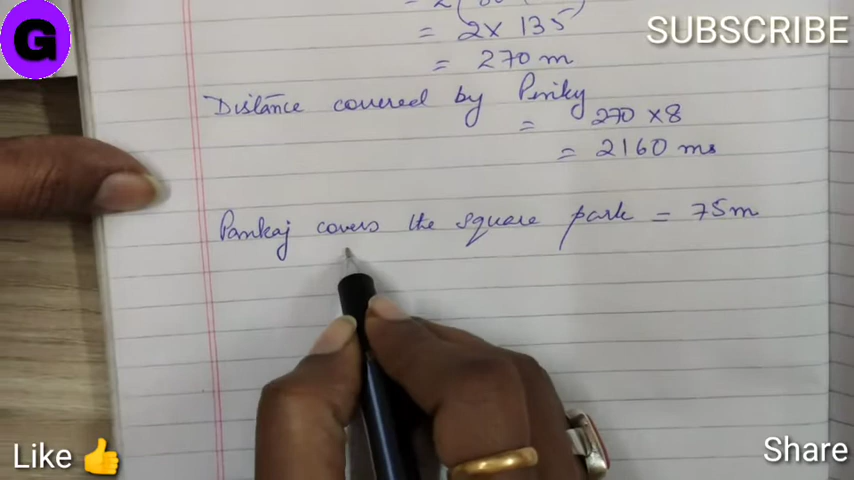 = 2 × 135
= 270 m
Distance covered by Pinky
= 270 × 8
= 2160 ms
Pankaj covers the square park = 75m
G
SUBSCRIBE
Like 👍
Share